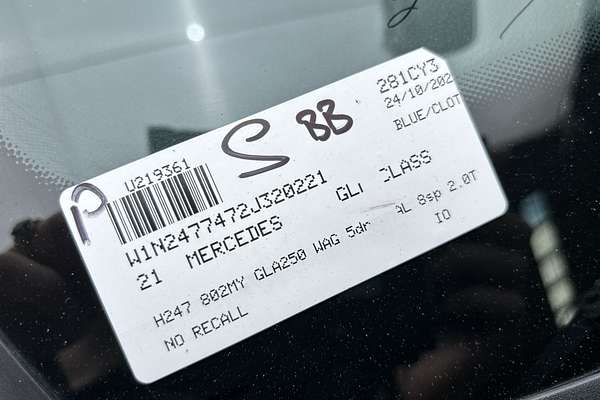 281CY3
24/10/202
BLUE/CLOT
S BB
P
U219361
W1N2477472J320221
21 MERCEDES GL CLASS
H247 802MY GLA250 WAG 5dr AL 8sp 2.0T
IO
NO RECALL